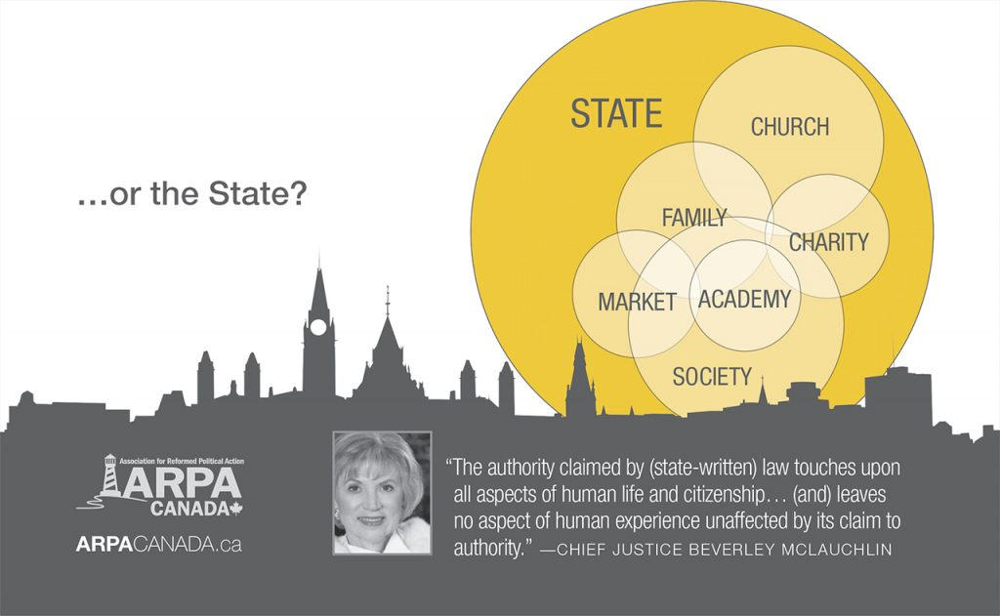 STATE
CHURCH
…or the State?
FAMILY
CHARITY
MARKET
ACADEMY
SOCIETY
Association for Reformed Political Action
ARPA
CANADA
ARPACANADA.ca
“The authority claimed by (state-written) law touches upon
all aspects of human life and citizenship… (and) leaves
no aspect of human experience unaffected by its claim to
authority.” —CHIEF JUSTICE BEVERLEY MCLAUCHLIN